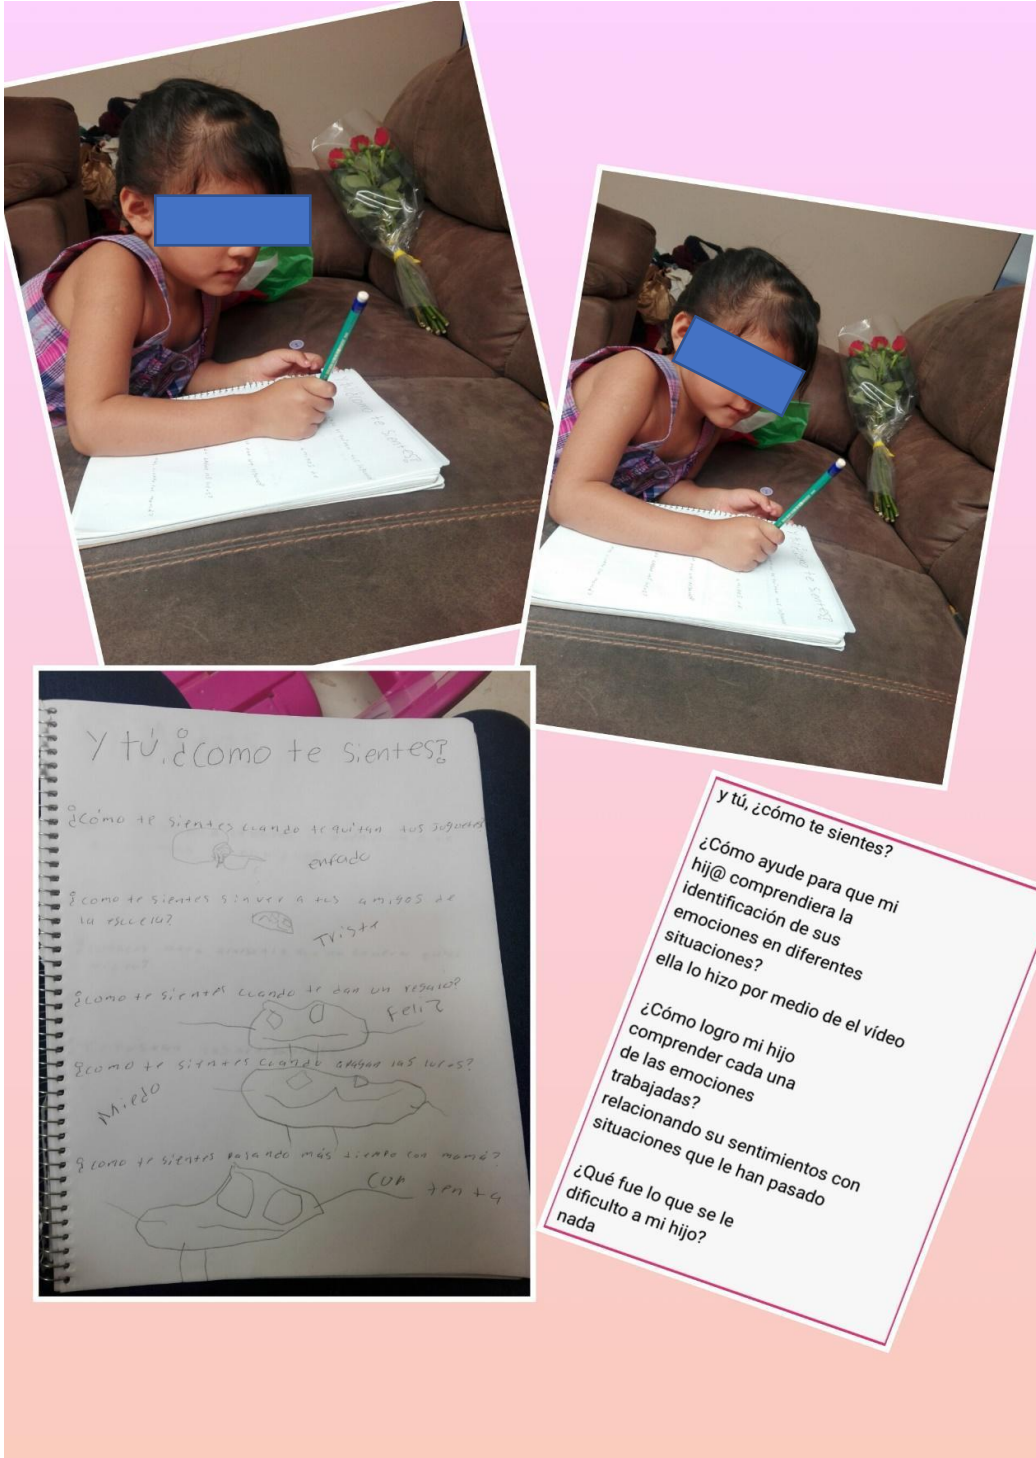 Y tú, ¿como te sientes?
¿Cómo te sientes cuando te quitan tus juguetes
enfado
¿como te sientes sin ver a tus amigos de
la escuela?
Triste
¿como te sientes cuando te dan un regalo?
Feliz
¿como te sientes cuando apagan las luces?
Miedo
¿como te sientes pasando más tiempo con mamá?
con tenta
y tú, ¿cómo te sientes?
¿Cómo ayude para que mi
hij@ comprendiera la
identificación de sus
emociones en diferentes
situaciones?
ella lo hizo por medio de el vídeo
¿Cómo logro mi hijo
comprender cada una
de las emociones
trabajadas?
relacionando su sentimientos con
situaciones que le han pasado
¿Qué fue lo que se le
dificulto a mi hijo?
nada